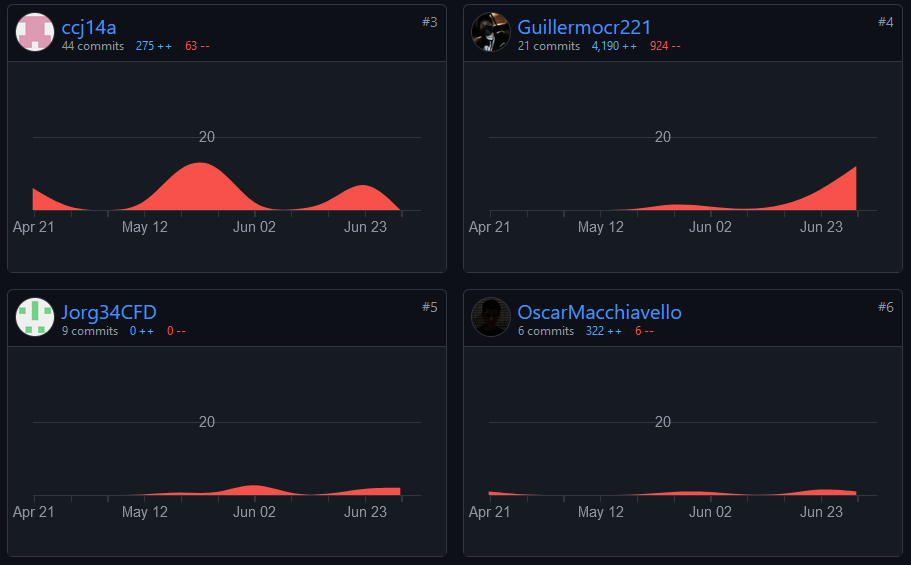 ccj14a #3
44 commits 275 ++ 63 --
20
Apr 21 May 12 Jun 02 Jun 23
Guillermocr221 #4
21 commits 4,190 ++ 924 --
20
Apr 21 May 12 Jun 02 Jun 23
Jorg34CFD #5
9 commits 0 ++ 0 --
20
Apr 21 May 12 Jun 02 Jun 23
OscarMacchiavello #6
6 commits 322 ++ 6 --
20
Apr 21 May 12 Jun 02 Jun 23